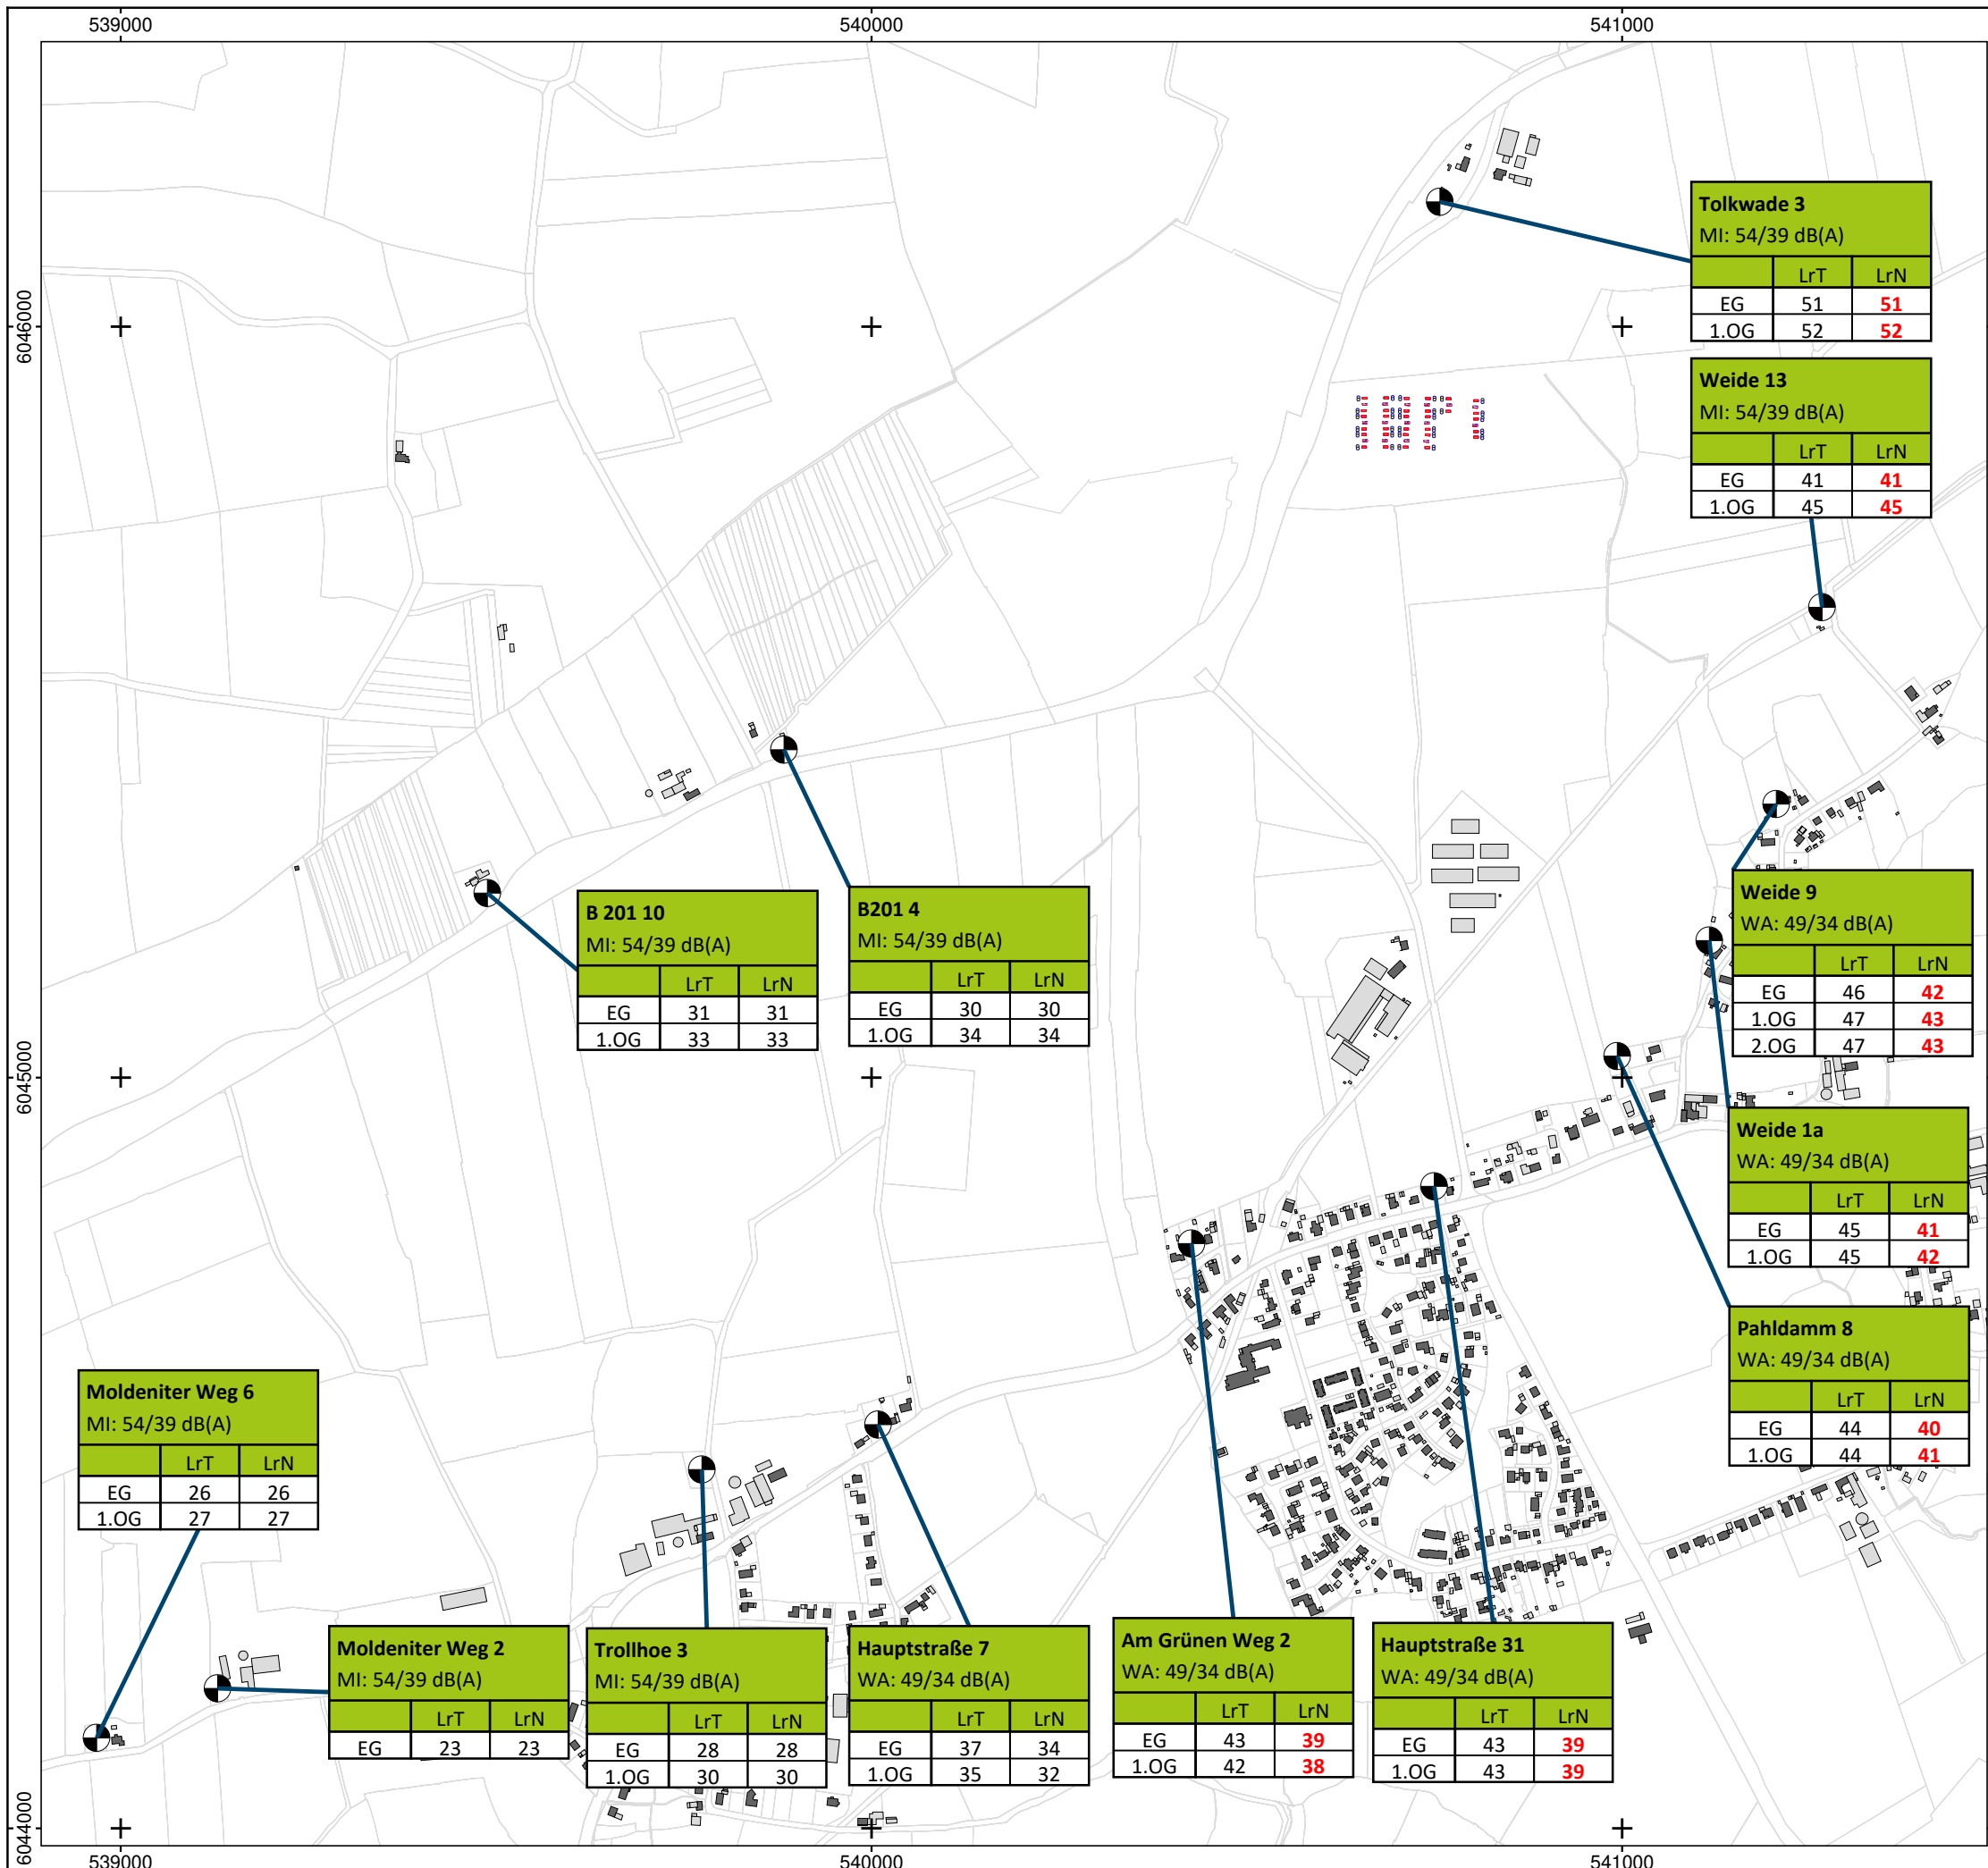 539000 540000 541000
Tolkwade 3
MI: 54/39 dB(A)
LrT LrN
EG 51 51
1.OG 52 52
6046000
Weide 13
MI: 54/39 dB(A)
LrT LrN
EG 41 41
1.OG 45 45
B 201 10
MI: 54/39 dB(A)
LrT LrN
EG 31 31
1.OG 33 33
B201 4
MI: 54/39 dB(A)
LrT LrN
EG 30 30
1.OG 34 34
Weide 9
WA: 49/34 dB(A)
LrT LrN
EG 46 42
1.OG 47 43
2.OG 47 43
6045000
Weide 1a
WA: 49/34 dB(A)
LrT LrN
EG 45 41
1.OG 45 42
Pahldamm 8
WA: 49/34 dB(A)
LrT LrN
EG 44 40
1.OG 44 41
Moldeniter Weg 6
MI: 54/39 dB(A)
LrT LrN
EG 26 26
1.OG 27 27
Moldeniter Weg 2
MI: 54/39 dB(A)
LrT LrN
EG 23 23
Trollhoe 3
MI: 54/39 dB(A)
LrT LrN
EG 28 28
1.OG 30 30
Hauptstraße 7
WA: 49/34 dB(A)
LrT LrN
EG 37 34
1.OG 35 32
Am Grünen Weg 2
WA: 49/34 dB(A)
LrT LrN
EG 43 39
1.OG 42 38
Hauptstraße 31
WA: 49/34 dB(A)
LrT LrN
EG 43 39
1.OG 43 39
6044000
539000 540000 541000